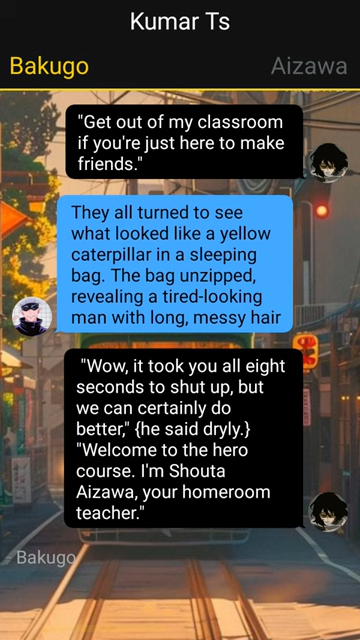 Kumar Ts
Bakugo
Aizawa
"Get out of my classroom
if you're just here to make
friends."
They all turned to see
what looked like a yellow
caterpillar in a sleeping
bag. The bag unzipped,
revealing a tired-looking
man with long, messy hair
"Wow, it took you all eight
seconds to shut up, but
we can certainly do
better," {he said dryly.}
"Welcome to the hero
course. I'm Shouta
Aizawa, your homeroom
teacher."
Bakugo